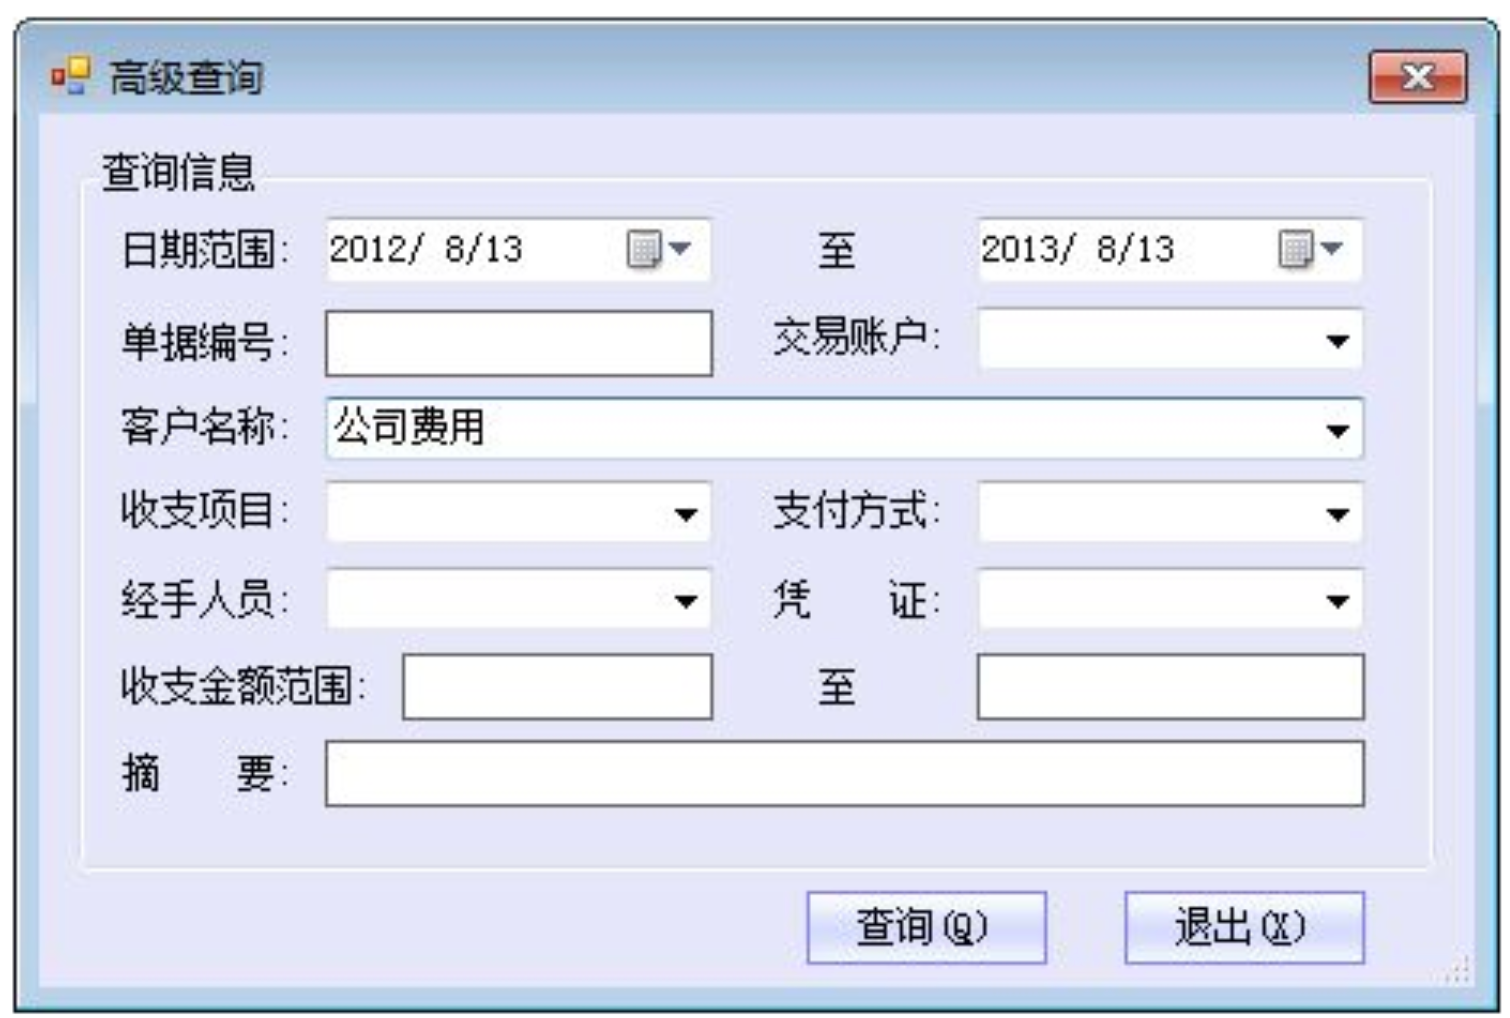 高级查询
查询信息
日期范围: 2012/ 8/13 至 2013/ 8/13
单据编号: 交易账户:
客户名称: 公司费用
收支项目: 支付方式:
经手人员: 凭 证:
收支金额范围: 至
摘 要:
查询(Q) 退出(X)